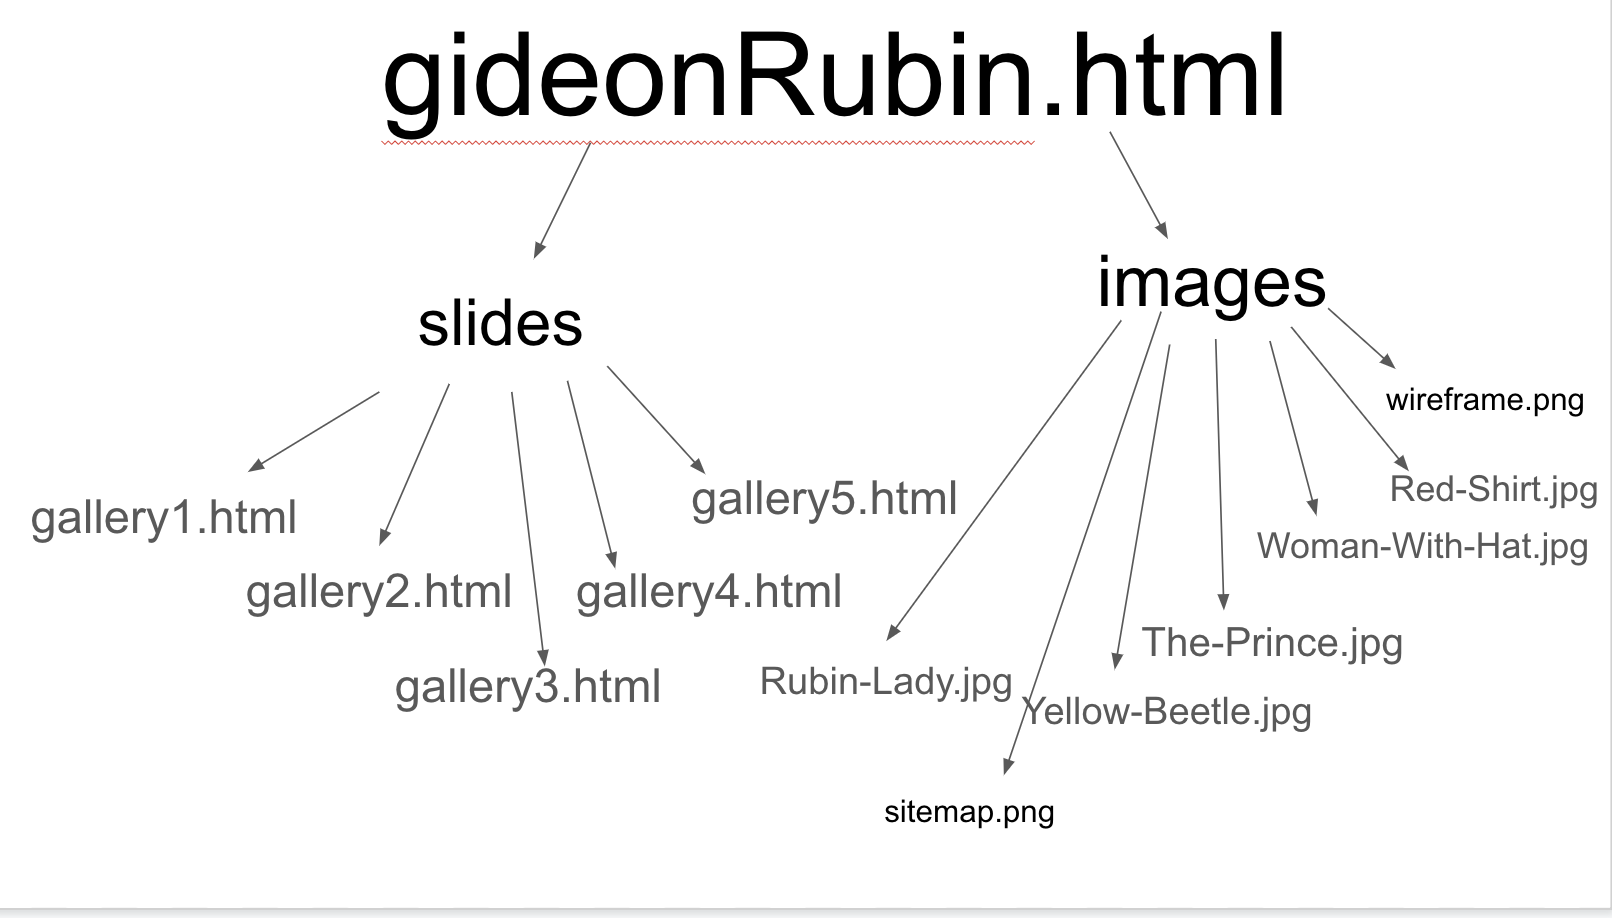 gideonRubin.html
images
slides
wireframe.png
Red-Shirt.jpg
gallery5.html
gallery1.html
Woman-With-Hat.jpg
gallery2.html
gallery4.html
The-Prince.jpg
Rubin-Lady.jpg
gallery3.html
Yellow-Beetle.jpg
sitemap.png